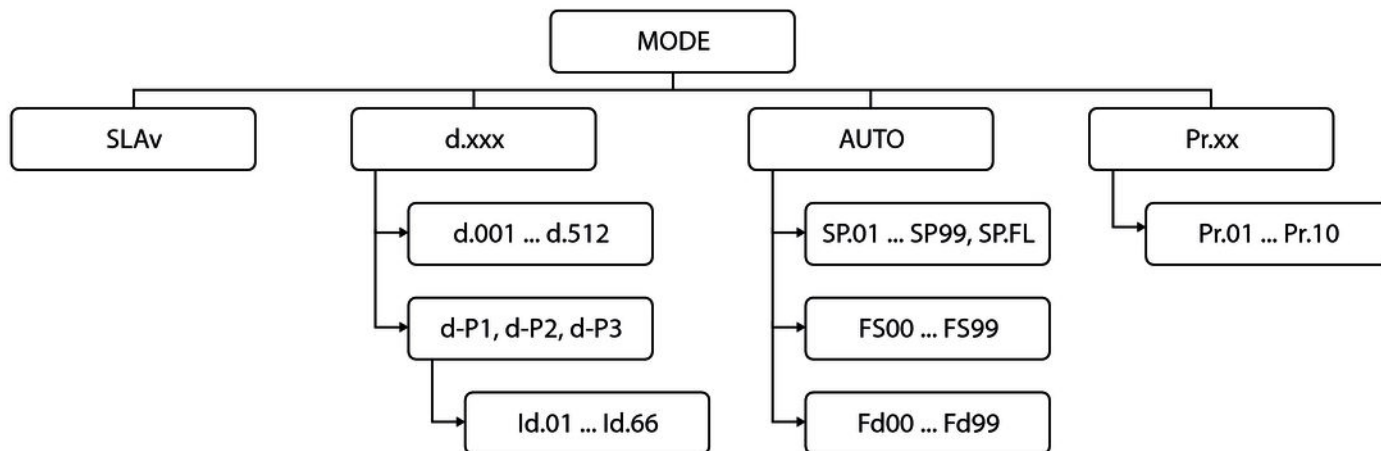 MODE
SLAv
d.xxx
AUTO
Pr.xx
d.001 ... d.512
SP.01 ... SP99, SP.FL
Pr.01 ... Pr.10
d-P1, d-P2, d-P3
FS00 ... FS99
Id.01 ... Id.66
Fd00 ... Fd99